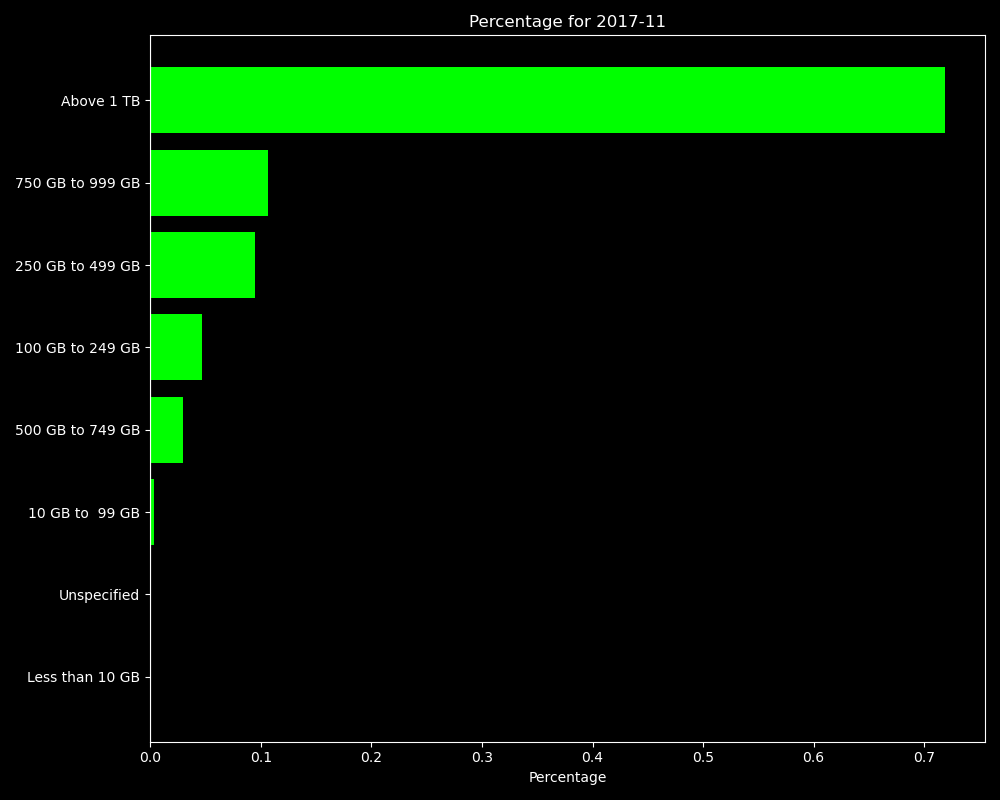 Percentage for 2017-11
Above 1 TB
750 GB to 999 GB
250 GB to 499 GB
100 GB to 249 GB
500 GB to 749 GB
10 GB to  99 GB
Unspecified
Less than 10 GB
0.0 0.1 0.2 0.3 0.4 0.5 0.6 0.7
Percentage